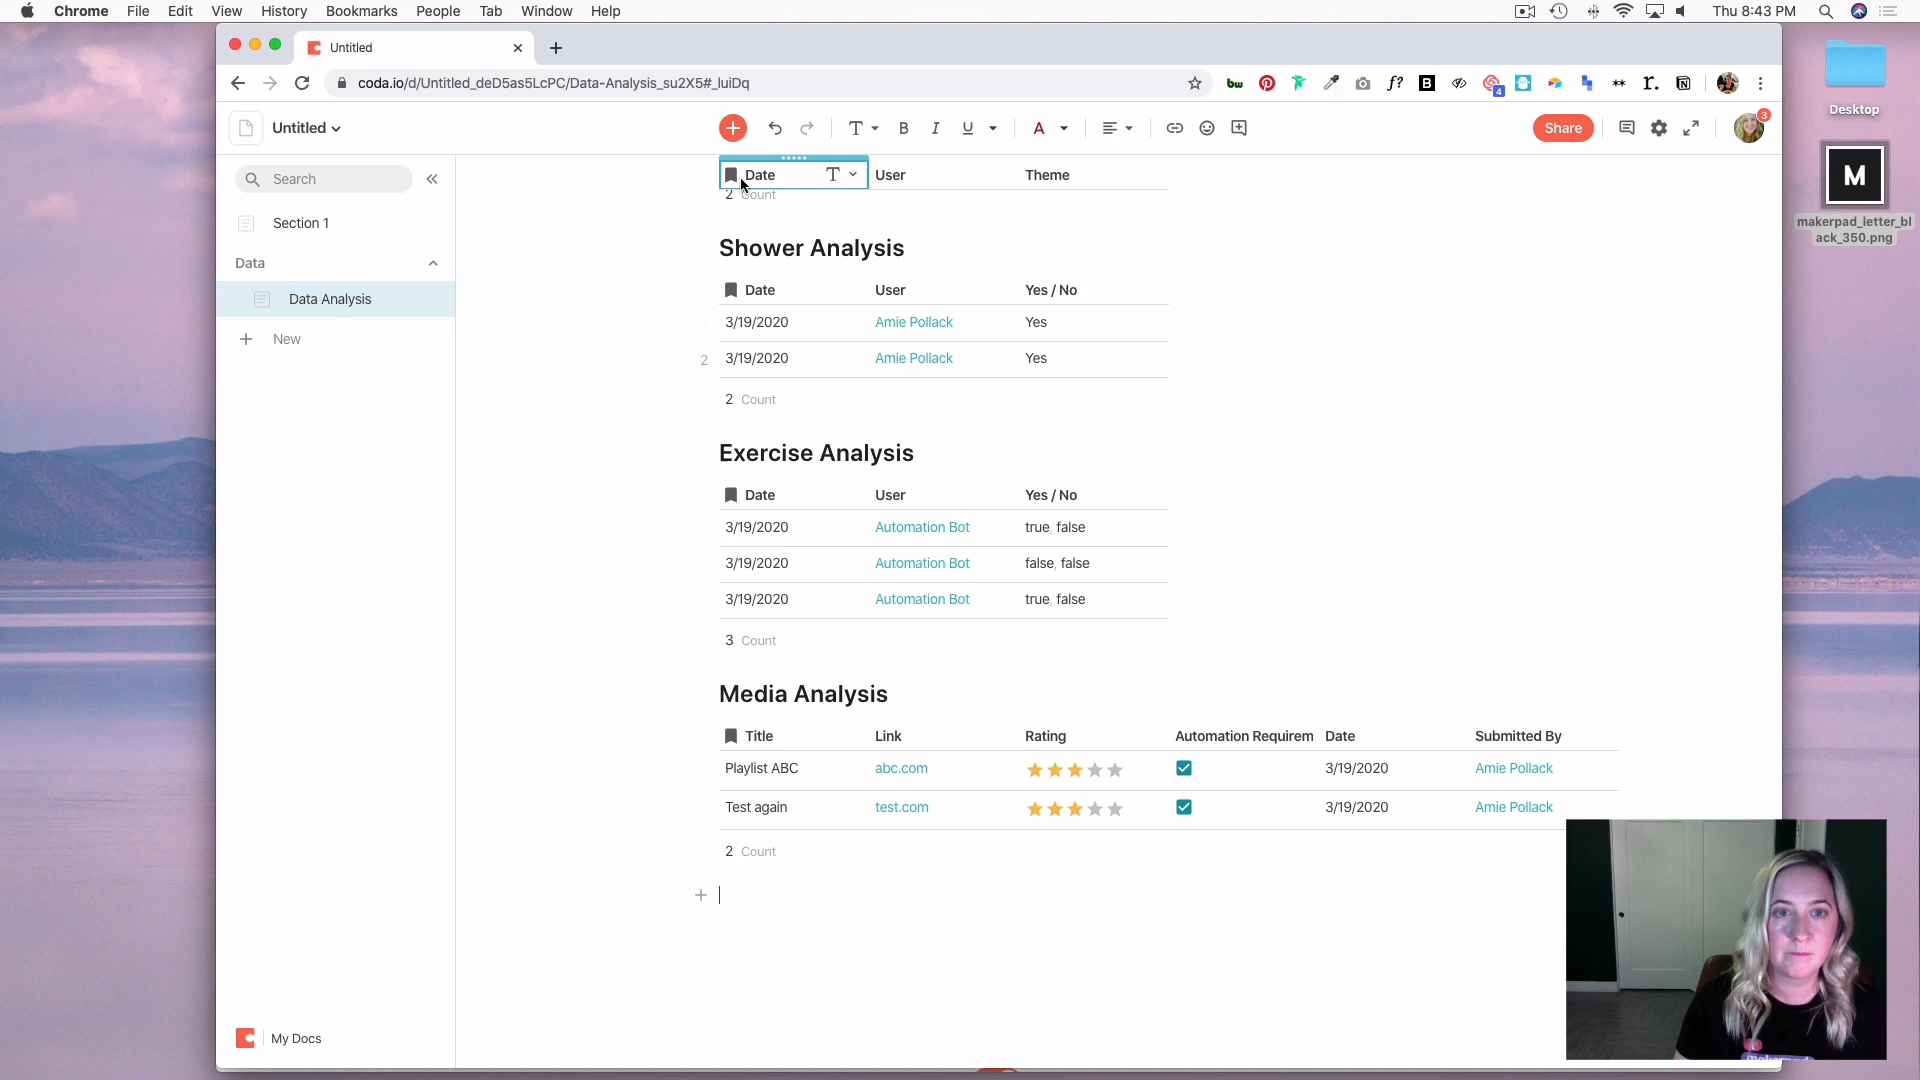 Chrome File Edit View History Bookmarks People Tab Window Help
Thu 8:43 PM
Untitled
coda.io/d/Untitled_deD5as5LcPC/Data-Analysis_su2X5#_luiDq
bw
f?
B
4
r.
Desktop
Untitled
T B I U A
Share
3
M
makerpad_letter_bl
ack_350.png
Search
Section 1
Data
Data Analysis
New
My Docs
Date T User Theme
2 Count
Shower Analysis
Date User Yes / No
3/19/2020 Amie Pollack Yes
2 3/19/2020 Amie Pollack Yes
2 Count
Exercise Analysis
Date User Yes / No
3/19/2020 Automation Bot true, false
3/19/2020 Automation Bot false, false
3/19/2020 Automation Bot true, false
3 Count
Media Analysis
Title Link Rating Automation Requirem Date Submitted By
Playlist ABC abc.com 3/19/2020 Amie Pollack
Test again test.com 3/19/2020 Amie Pollack
2 Count